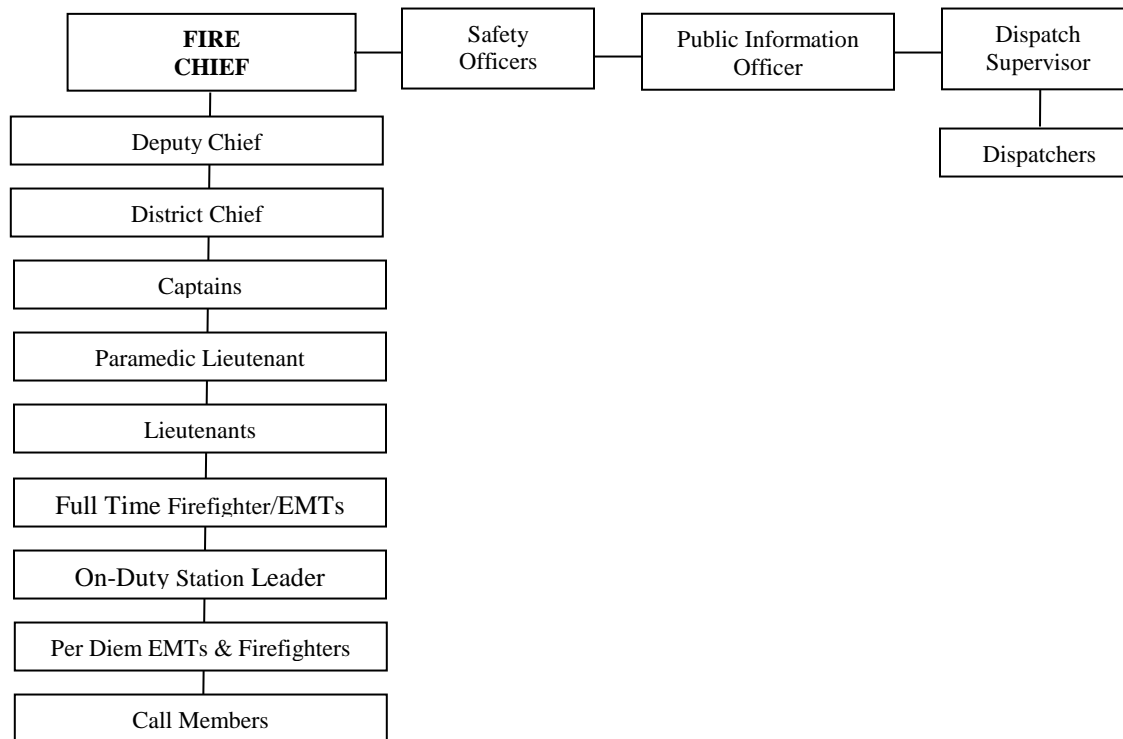 FIRE
CHIEF
Safety
Officers
Public Information
Officer
Dispatch
Supervisor
Deputy Chief
Dispatchers
District Chief
Captains
Paramedic Lieutenant
Lieutenants
Full Time Firefighter/EMTs
On-Duty Station Leader
Per Diem EMTs & Firefighters
Call Members